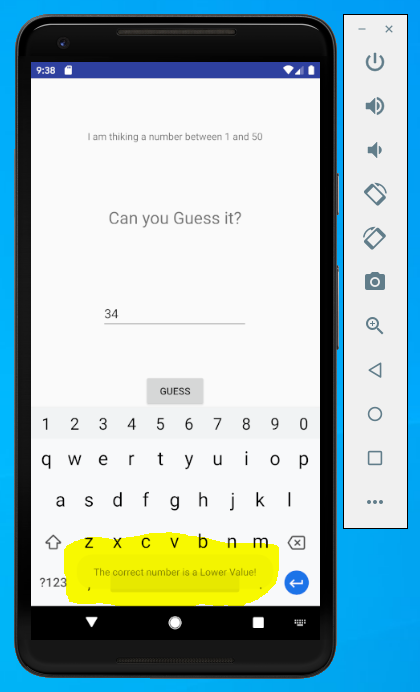 9:38
I am thiking a number between 1 and 50
Can you Guess it?
34
GUESS
1 2 3 4 5 6 7 8 9 0
q w e r t y u i o p
a s d f g h j k l
z x c v b n m
The correct number is a Lower Value!
?123 , .